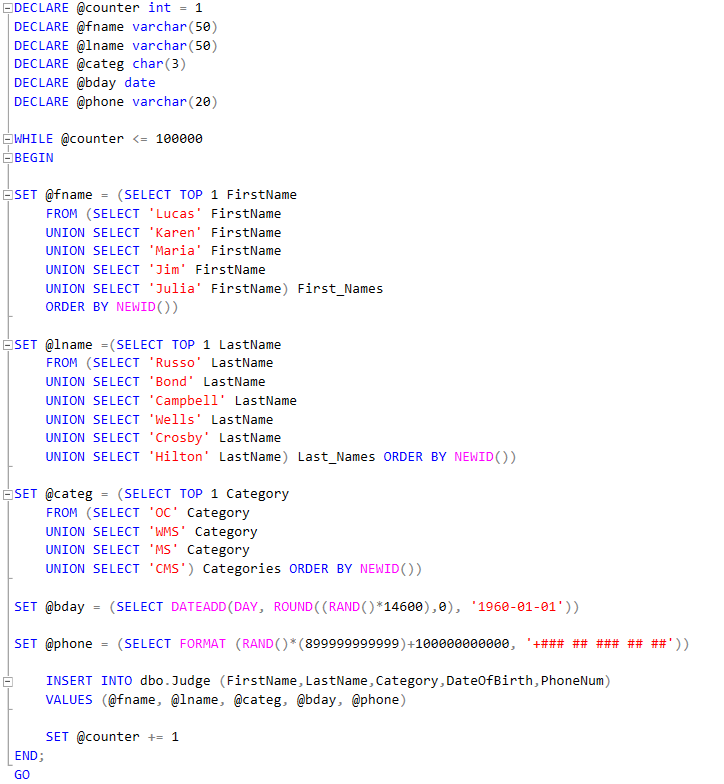 DECLARE @counter int = 1
DECLARE @fname varchar(50)
DECLARE @lname varchar(50)
DECLARE @categ char(3)
DECLARE @bday date
DECLARE @phone varchar(20)
WHILE @counter <= 100000
BEGIN
SET @fname = (SELECT TOP 1 FirstName
FROM (SELECT 'Lucas' FirstName
UNION SELECT 'Karen' FirstName
UNION SELECT 'Maria' FirstName
UNION SELECT 'Jim' FirstName
UNION SELECT 'Julia' FirstName) First_Names
ORDER BY NEWID())
SET @lname =(SELECT TOP 1 LastName
FROM (SELECT 'Russo' LastName
UNION SELECT 'Bond' LastName
UNION SELECT 'Campbell' LastName
UNION SELECT 'Wells' LastName
UNION SELECT 'Crosby' LastName
UNION SELECT 'Hilton' LastName) Last_Names ORDER BY NEWID())
SET @categ = (SELECT TOP 1 Category
FROM (SELECT 'OC' Category
UNION SELECT 'WMS' Category
UNION SELECT 'MS' Category
UNION SELECT 'CMS') Categories ORDER BY NEWID())
SET @bday = (SELECT DATEADD(DAY, ROUND((RAND()*14600),0), '1960-01-01'))
SET @phone = (SELECT FORMAT (RAND()*(899999999999)+100000000000, '+### ## ### ## ##'))
INSERT INTO dbo.Judge (FirstName,LastName,Category,DateOfBirth,PhoneNum)
VALUES (@fname, @lname, @categ, @bday, @phone)
SET @counter += 1
END;
GO